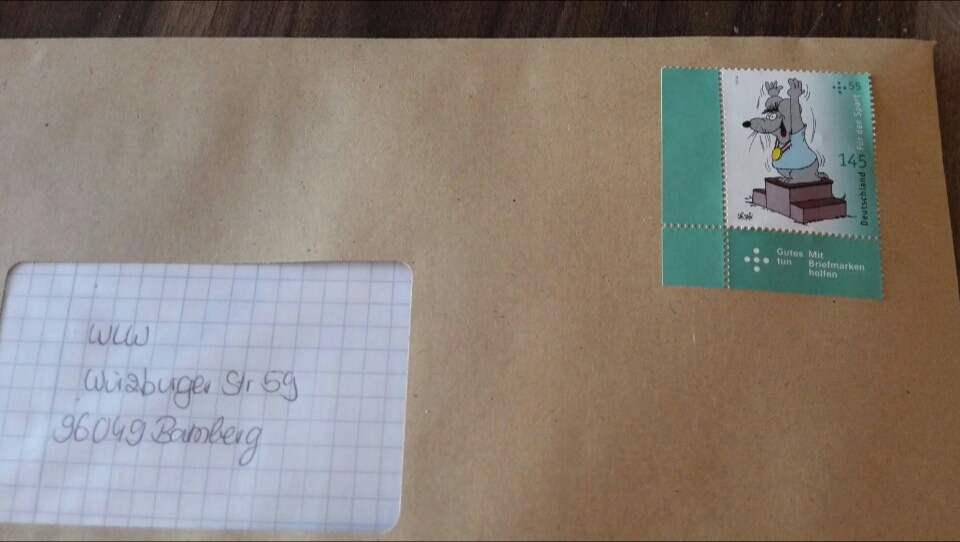 55
Für den Sport
145
Deutschland
Gutes tun
Mit Briefmarken helfen
WLW
Würzburger Str 59
96049 Bamberg